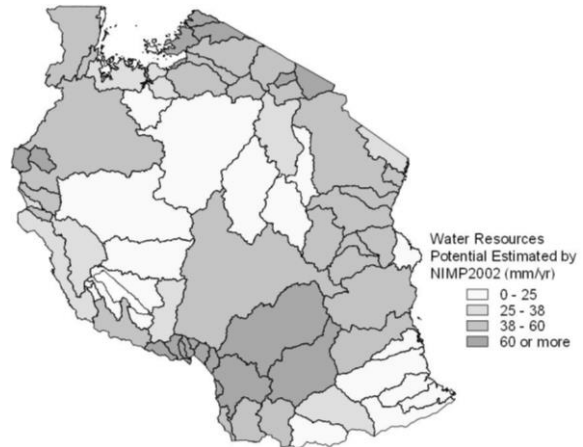 Water Resources
Potential Estimated by
NIMP2002 (mm/yr)
0 - 25
25 - 38
38 - 60
60 or more